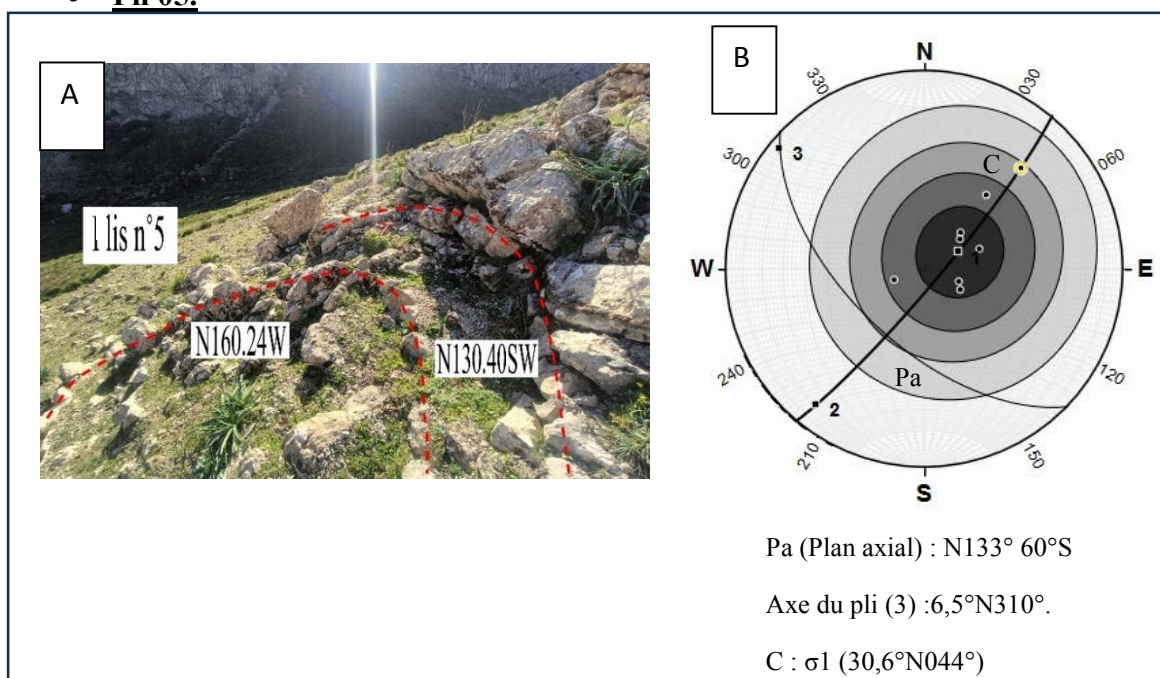 Pli 05:
A
1 lis n°5
N160.24W
N130.40SW
B
N
030
060
E
120
150
S
210
240
W
300
330
C
1
2
3
Pa
Pa (Plan axial) : N133° 60°S
Axe du pli (3) :6,5°N310°.
C : σ1 (30,6°N044°)